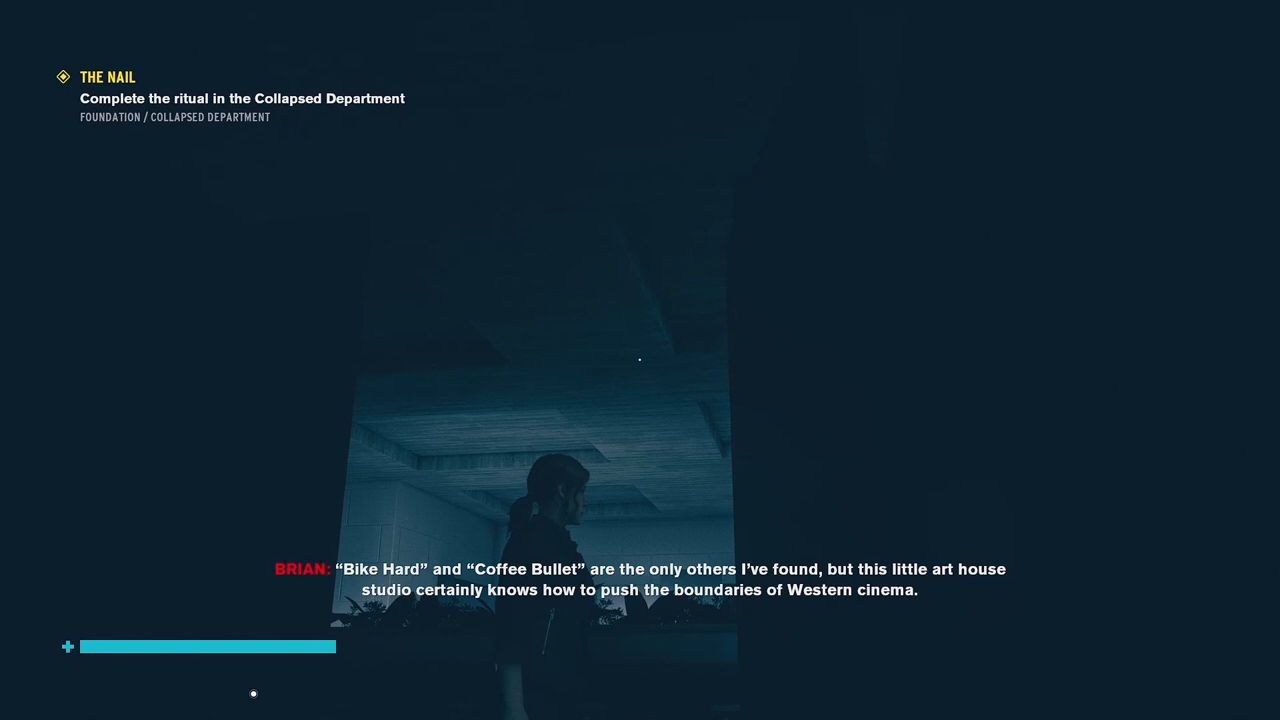 THE NAIL
Complete the ritual in the Collapsed Department
FOUNDATION / COLLAPSED DEPARTMENT
BRIAN: “Bike Hard” and “Coffee Bullet” are the only others I’ve found, but this little art house
studio certainly knows how to push the boundaries of Western cinema.